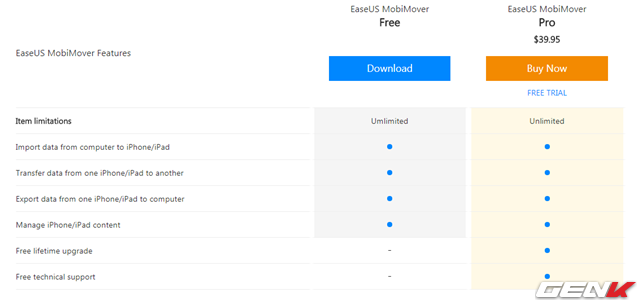 EaseUS MobiMover
Free
EaseUS MobiMover
Pro
$39.95
EaseUS MobiMover Features
Download
Buy Now
FREE TRIAL
Item limitations Umlimited Unlimited
Import data from computer to iPhone/iPad
Transfer data from one iPhone/iPad to another
Export data from one iPhone/iPad to computer
Manage iPhone/iPad content
Free lifetime upgrade -
Free technical support -
GENK